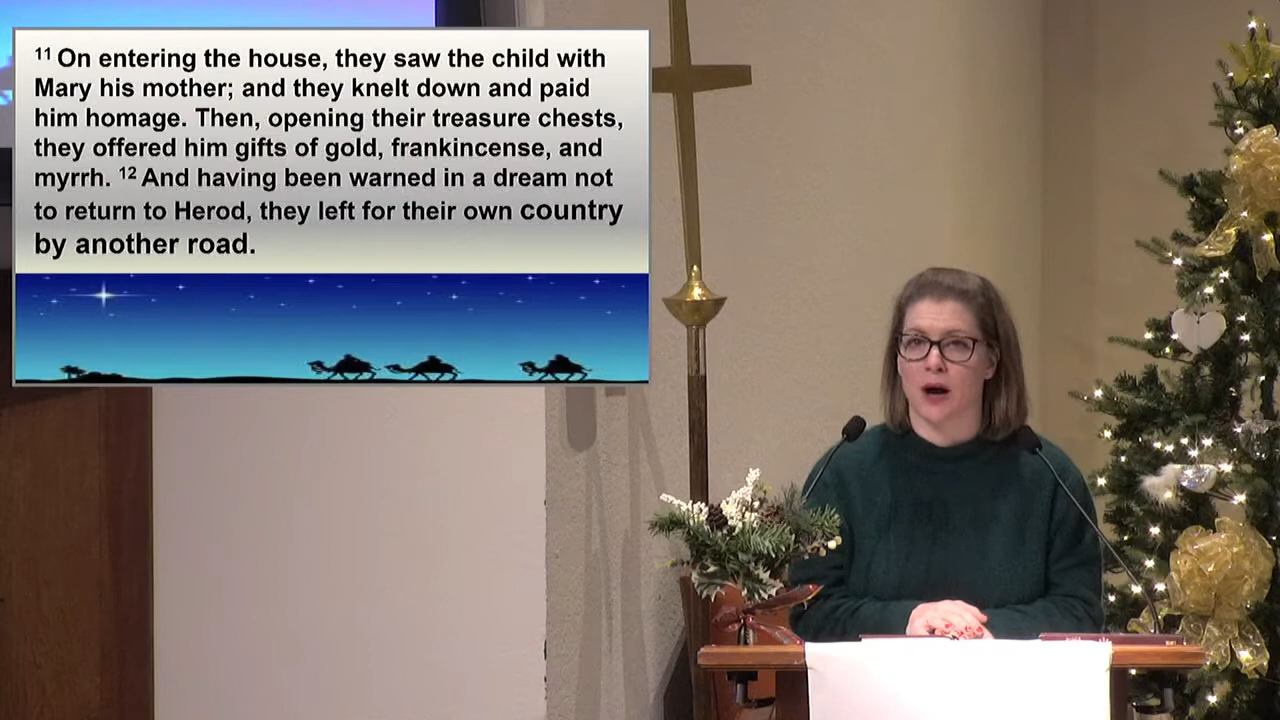 ¹¹ On entering the house, they saw the child with
Mary his mother; and they knelt down and paid
him homage. Then, opening their treasure chests,
they offered him gifts of gold, frankincense, and
myrrh. ¹² And having been warned in a dream not
to return to Herod, they left for their own country
by another road.